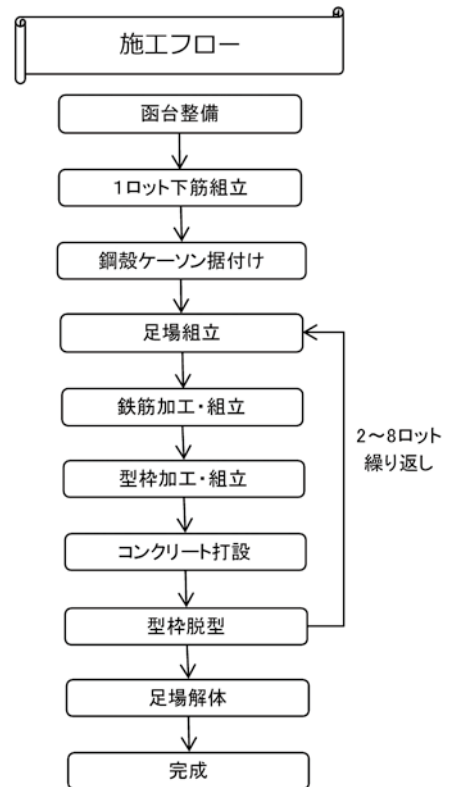 施工フロー
函台整備
1ロット下筋組立
鋼殻ケーソン据付け
足場組立
鉄筋加工・組立
2～8ロット
繰り返し
型枠加工・組立
コンクリート打設
型枠脱型
足場解体
完成